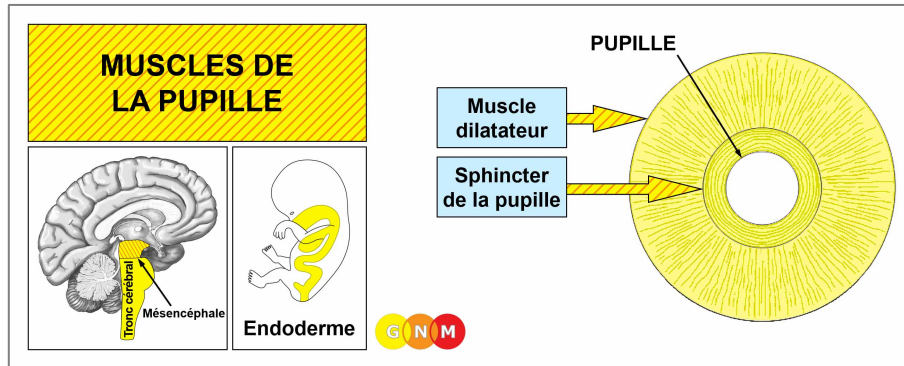 MUSCLES DE
LA PUPILLE
Tronc cérébral
Mésencéphale
Endoderme
G N M
PUPILLE
Muscle
dilatateur
Sphincter
de la pupille